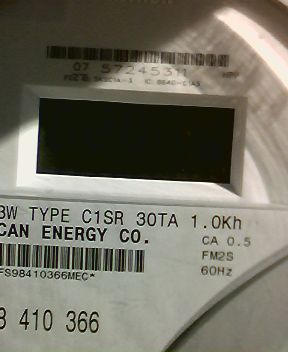 07 57245311
3W TYPE C1SR 30TA 1.0Kh
CAN ENERGY CO.
CA 0.5
FM2S
60Hz
FS98410366MEC*
8 410 366